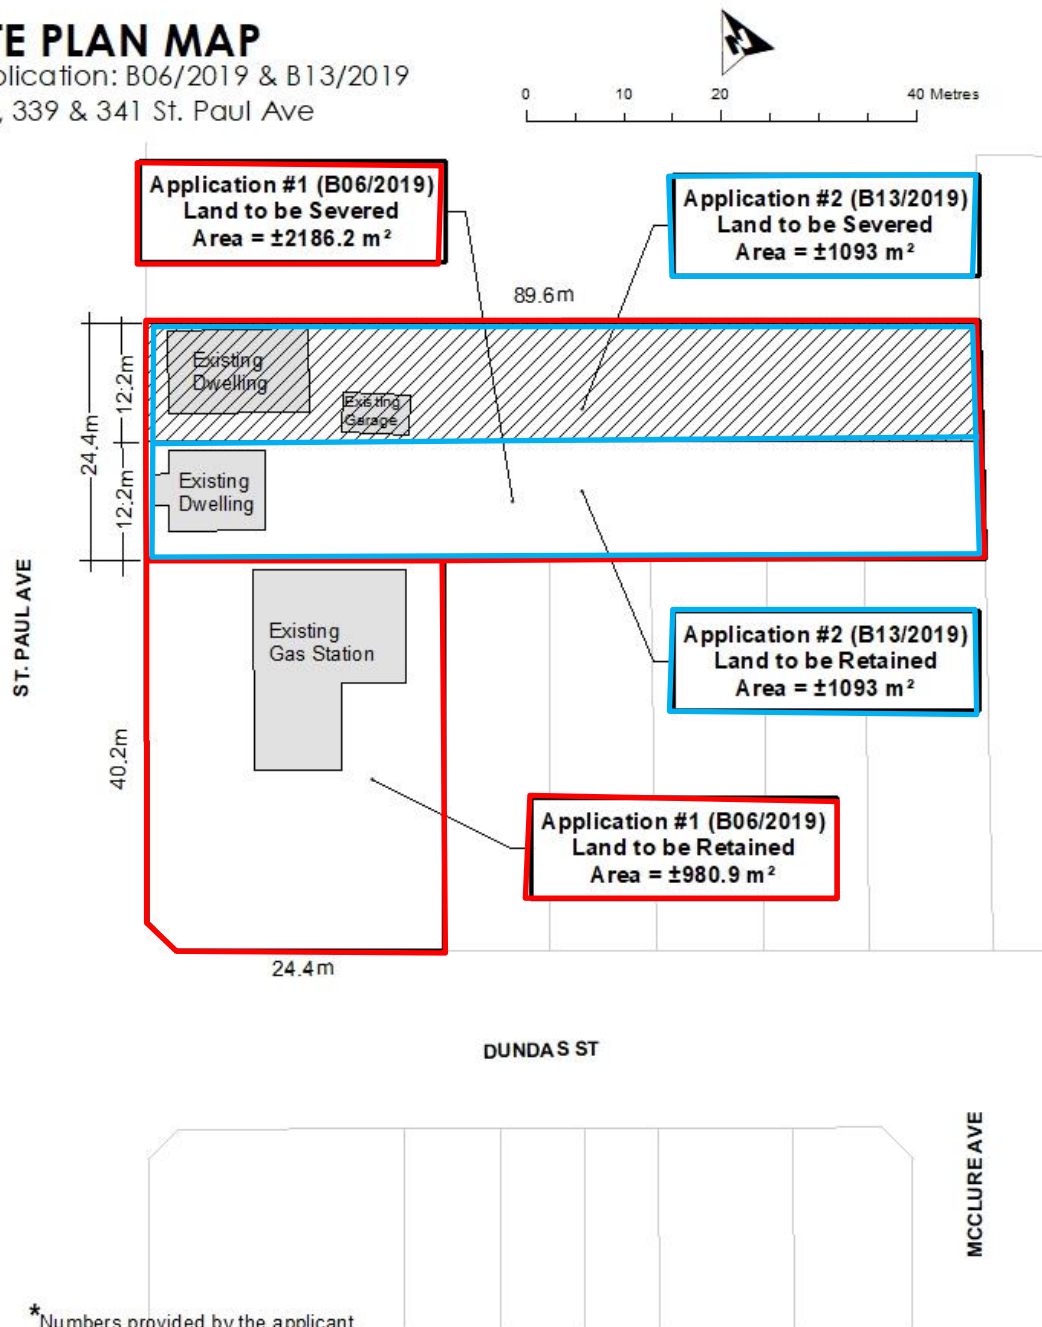 TE PLAN MAP
plication: B06/2019 & B13/2019
, 339 & 341 St. Paul Ave
N
0 10 20 40 Metres
Application #1 (B06/2019)
Land to be Severed
Area = ±2186.2 m²
Application #2 (B13/2019)
Land to be Severed
Area = ±1093 m²
89.6m
Existing
Dwelling
Existing
Garage
12.2m
24.4m
12.2m
Existing
Dwelling
ST. PAUL AVE
Existing
Gas Station
Application #2 (B13/2019)
Land to be Retained
Area = ±1093 m²
40.2m
Application #1 (B06/2019)
Land to be Retained
Area = ±980.9 m²
24.4m
DUNDAS ST
MCCLURE AVE
*Numbers provided by the applicant